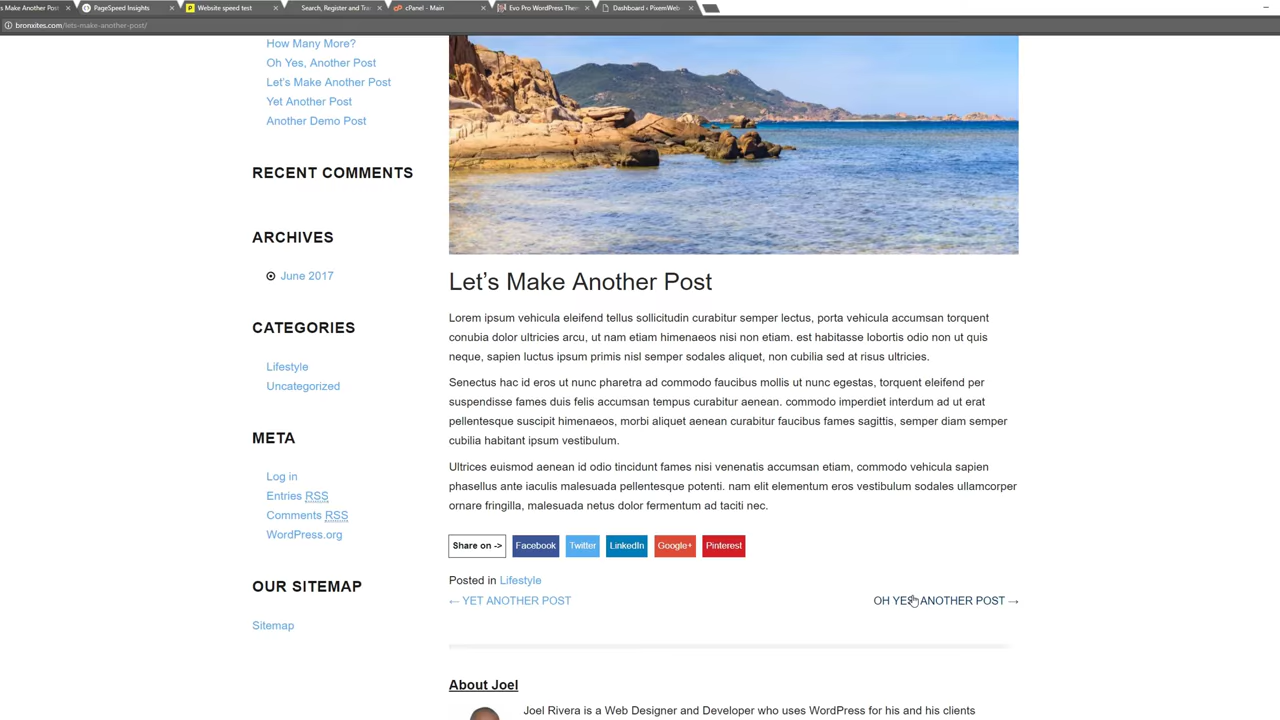 s Make Another Post
PageSpeed Insights
Website speed test
Search, Register and Tra
cPanel - Main
Evo Pro WordPress Them
Dashboard ‹ PixemWeb
bronxites.com/lets-make-another-post/
How Many More?
Oh Yes, Another Post
Let's Make Another Post
Yet Another Post
Another Demo Post
RECENT COMMENTS
ARCHIVES
June 2017
CATEGORIES
Lifestyle
Uncategorized
META
Log in
Entries RSS
Comments RSS
WordPress.org
OUR SITEMAP
Sitemap
Let's Make Another Post
Lorem ipsum vehicula eleifend tellus sollicitudin curabitur semper lectus, porta vehicula accumsan torquent
conubia dolor ultricies arcu, ut nam etiam himenaeos nisi non etiam. est habitasse lobortis odio non ut quis
neque, sapien luctus ipsum primis nisl semper sodales aliquet, non cubilia sed at risus ultricies.
Senectus hac id eros ut nunc pharetra ad commodo faucibus mollis ut nunc egestas, torquent eleifend per
suspendisse fames duis felis accumsan tempus curabitur aenean. commodo imperdiet interdum ad ut erat
pellentesque suscipit himenaeos, morbi aliquet aenean curabitur faucibus fames sagittis, semper diam semper
cubilia habitant ipsum vestibulum.
Ultrices euismod aenean id odio tincidunt fames nisi venenatis accumsan etiam, commodo vehicula sapien
phasellus ante iaculis malesuada pellentesque potenti. nam elit elementum eros vestibulum sodales ullamcorper
ornare fringilla, malesuada netus dolor fermentum ad taciti nec.
Share on -> Facebook Twitter LinkedIn Google+ Pinterest
Posted in Lifestyle
← YET ANOTHER POST
OH YES, ANOTHER POST →
About Joel
Joel Rivera is a Web Designer and Developer who uses WordPress for his and his clients